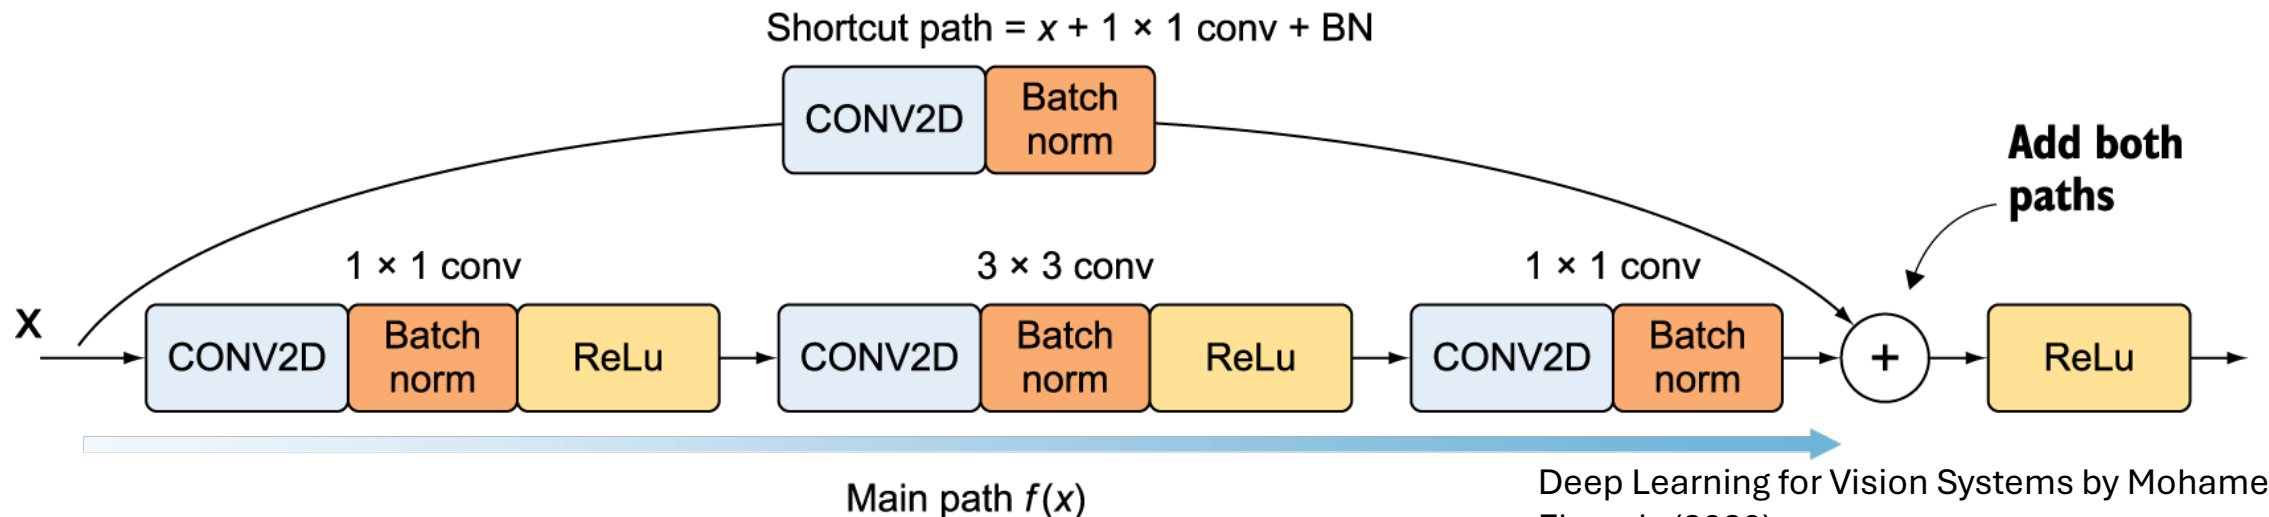 Shortcut path = x + 1 × 1 conv + BN
CONV2D
Batch
norm
Add both
paths
1 × 1 conv
3 × 3 conv
1 × 1 conv
X
CONV2D
Batch
norm
ReLu
CONV2D
Batch
norm
ReLu
CONV2D
Batch
norm
+
ReLu
Main path f(x)
Deep Learning for Vision Systems by Mohame